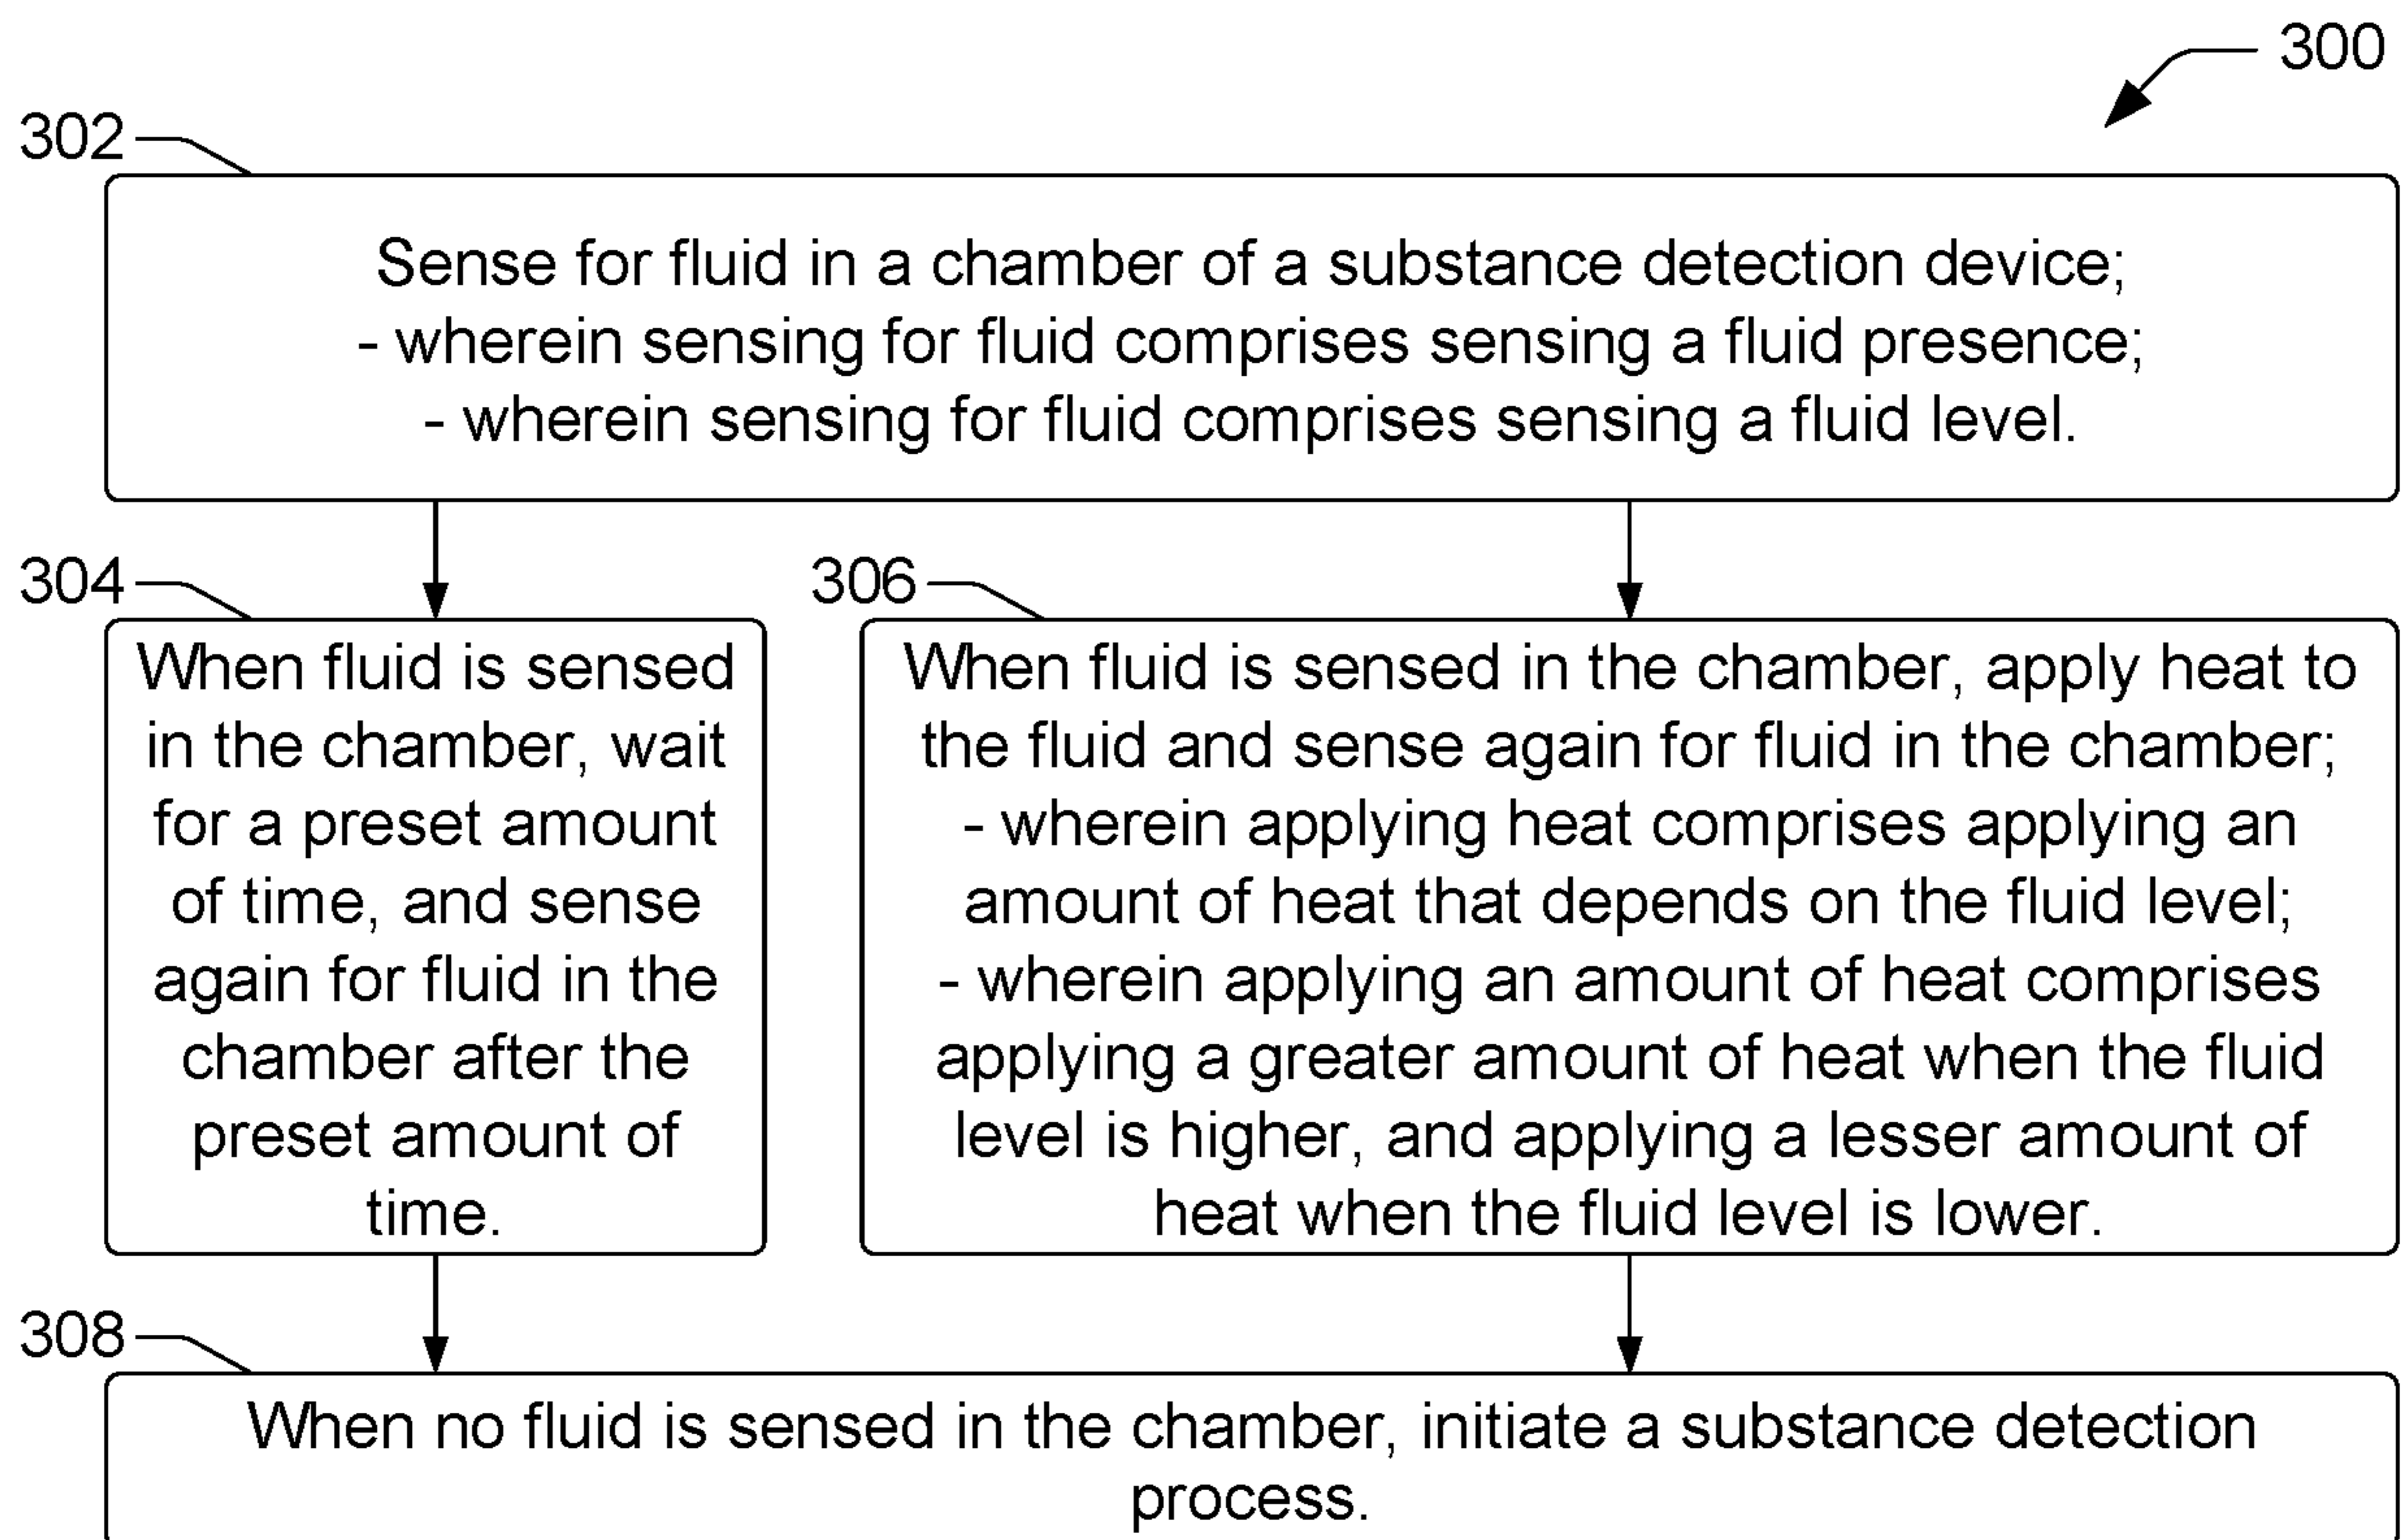 300
302
Sense for fluid in a chamber of a substance detection device;
- wherein sensing for fluid comprises sensing a fluid presence;
- wherein sensing for fluid comprises sensing a fluid level.
304
When fluid is sensed
in the chamber, wait
for a preset amount
of time, and sense
again for fluid in the
chamber after the
preset amount of
time.
306
When fluid is sensed in the chamber, apply heat to
the fluid and sense again for fluid in the chamber;
- wherein applying heat comprises applying an
amount of heat that depends on the fluid level;
- wherein applying an amount of heat comprises
applying a greater amount of heat when the fluid
level is higher, and applying a lesser amount of
heat when the fluid level is lower.
308
When no fluid is sensed in the chamber, initiate a substance detection
process.